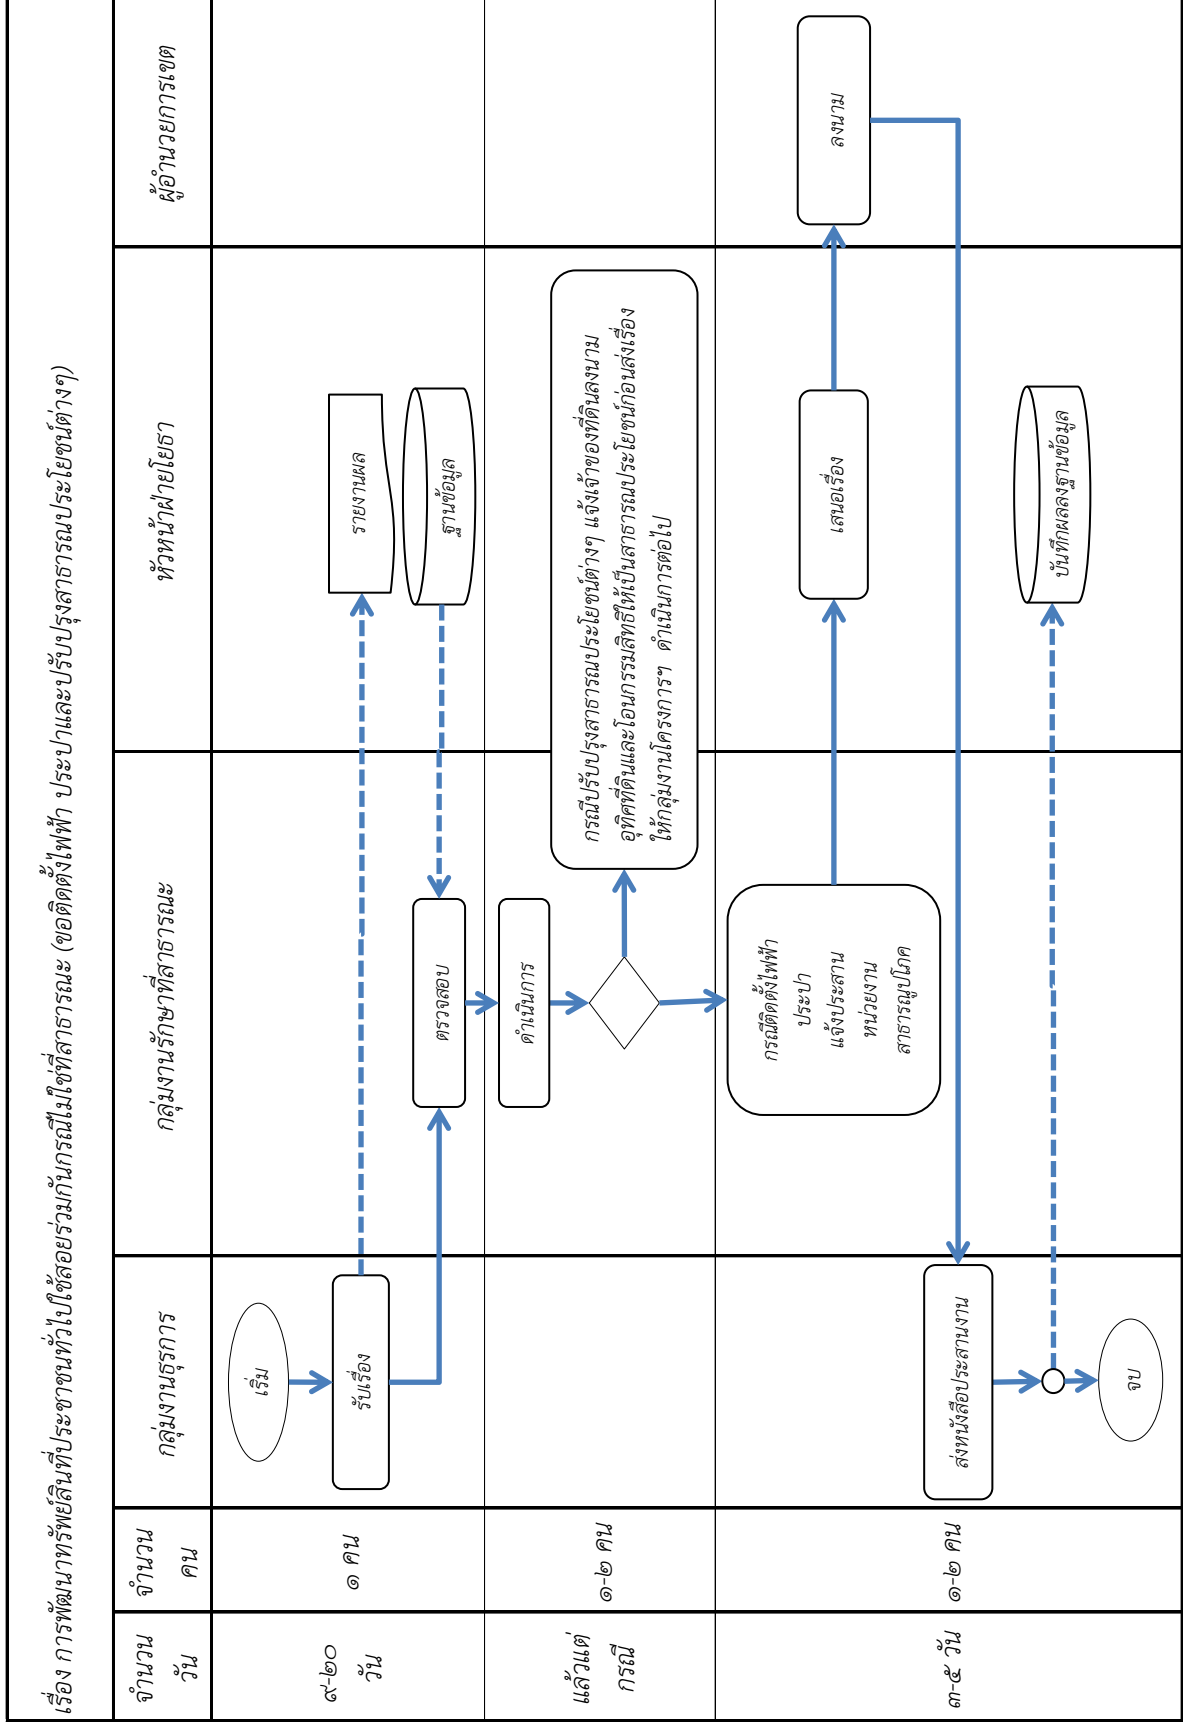 เรื่อง การพัฒนาทรัพย์สินที่ประชาชนทั่วไปใช้สอยร่วมกันกรณีไม่ใช่ที่สาธารณะ (ขอติดตั้งไฟฟ้า ประปาและปรับปรุงสาธารณประโยชน์ต่างๆ)
จำนวน
วัน
จำนวน
คน
กลุ่มงานธุรการ
กลุ่มงานรักษาที่สาธารณะ
หัวหน้าฝ่ายโยธา
ผู้อำนวยการเขต
๙-๒๐
วัน
๑ คน
เริ่ม
รับเรื่อง
รายงานผล
ตรวจสอบ
ฐานข้อมูล
แล้วแต่
กรณี
๑-๒ คน
ดำเนินการ
กรณีปรับปรุงสาธารณประโยชน์ต่างๆ แจ้งเจ้าของที่ดินลงนาม
อุทิศที่ดินและโอนกรรมสิทธิ์ให้เป็นสาธารณประโยชน์ก่อนส่งเรื่อง
ให้กลุ่มงานโครงการฯ ดำเนินการต่อไป
๓-๕ วัน
๑-๒ คน
กรณีติดตั้งไฟฟ้า
ประปา
แจ้งประสาน
หน่วยงาน
สาธารณูปโภค
เสนอเรื่อง
ลงนาม
ส่งหนังสือประสานงาน
บันทึกผลลงฐานข้อมูล
จบ